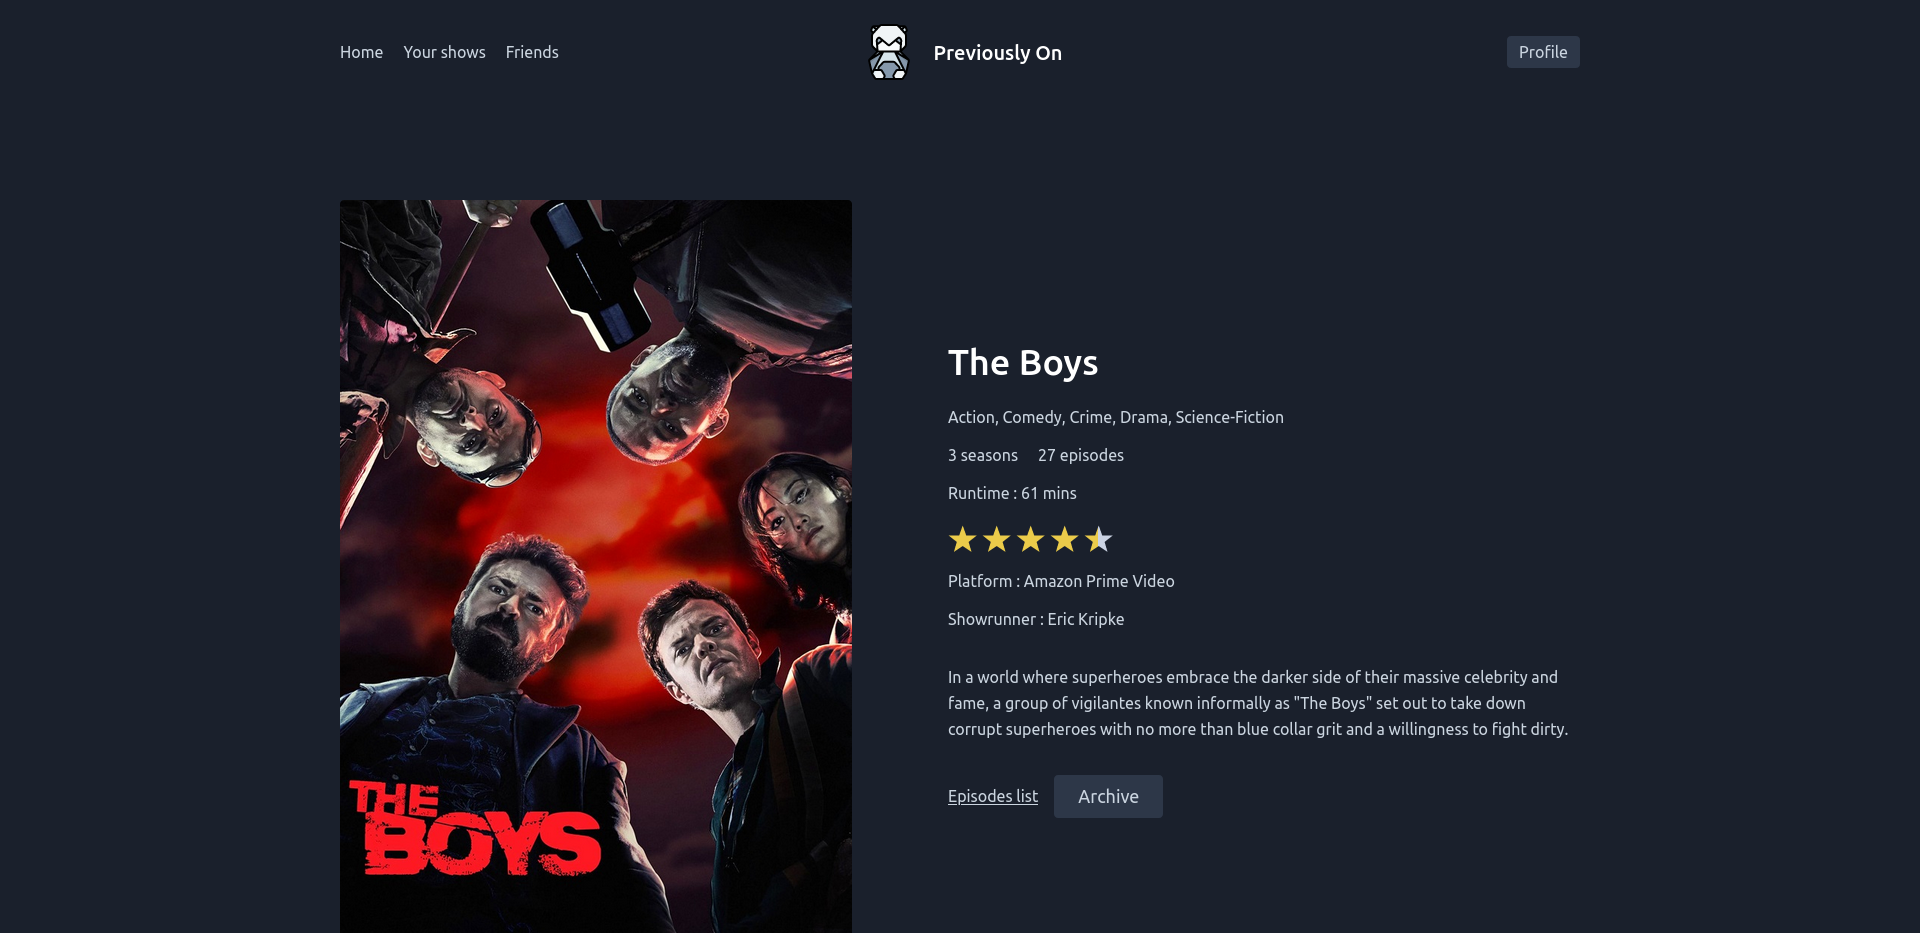 Home Your shows Friends
Previously On
Profile
The Boys
Action, Comedy, Crime, Drama, Science-Fiction
3 seasons 27 episodes
Runtime : 61 mins
Platform : Amazon Prime Video
Showrunner : Eric Kripke
In a world where superheroes embrace the darker side of their massive celebrity and
fame, a group of vigilantes known informally as "The Boys" set out to take down
corrupt superheroes with no more than blue collar grit and a willingness to fight dirty.
Episodes list Archive
THE
BOYS